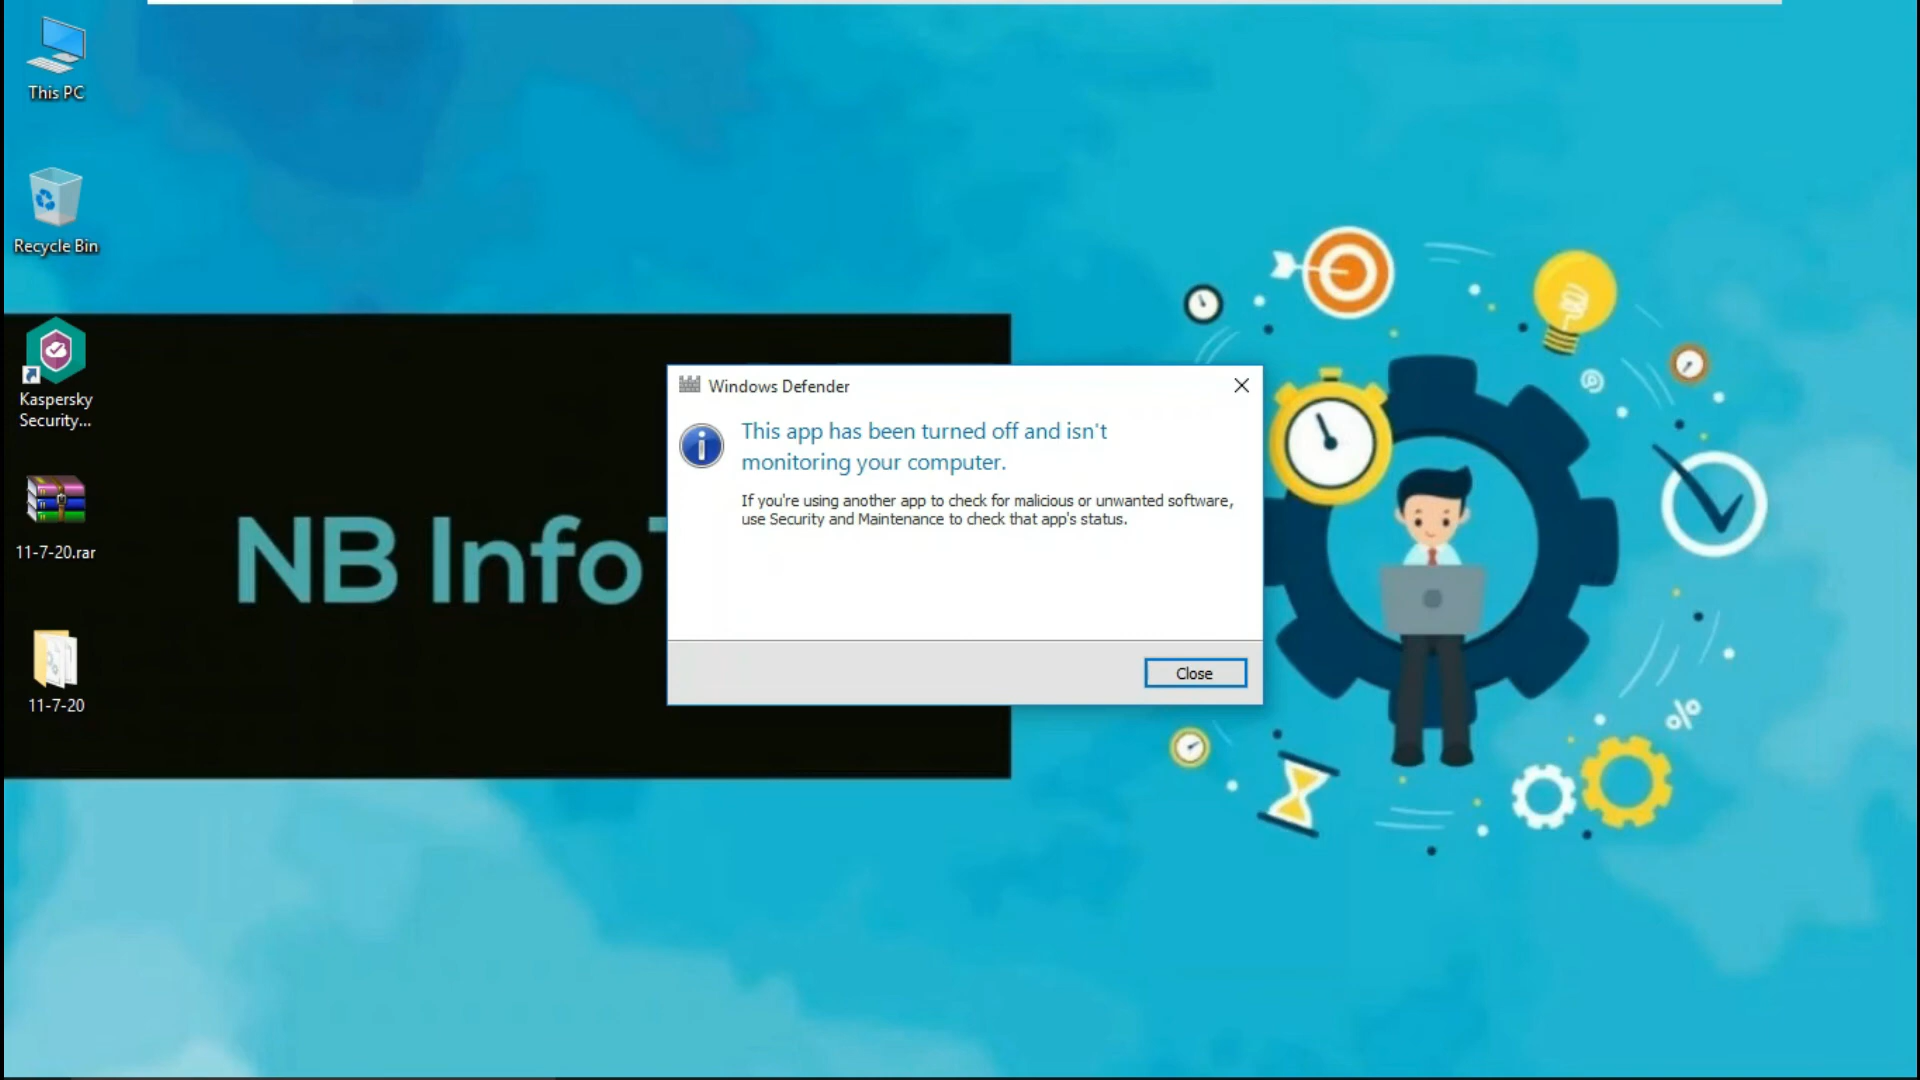 This PC
Recycle Bin
Kaspersky
Security...
11-7-20.rar
11-7-20
NB Info
Windows Defender
This app has been turned off and isn't
monitoring your computer.
If you're using another app to check for malicious or unwanted software,
use Security and Maintenance to check that app's status.
Close
%